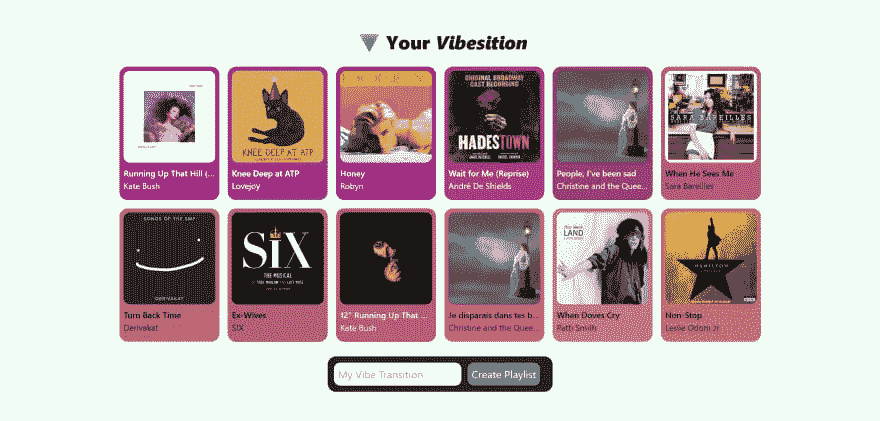 Your Vibesition
KNEE DEEP AT ATP
ORIGINAL BROADWAY
CAST RECORDING
HADESTOWN
SARA BAREILLES
Running Up That Hill (...
Kate Bush
Knee Deep at ATP
Lovejoy
Honey
Robyn
Wait for Me (Reprise)
André De Shields
People, I've been sad
Christine and the Quee...
When He Sees Me
Sara Bareilles
SONGS OF THE SMP
DERIVAKAT
SIX
THE MUSICAL
LAND
HAMILTON
Turn Back Time
Derivakat
Ex-Wives
SIX
12" Running Up That ...
Kate Bush
Je disparais dans tes b...
Christine and the Quee...
When Doves Cry
Patti Smith
Non-Stop
Leslie Odom Jr.
My Vibe Transition
Create Playlist